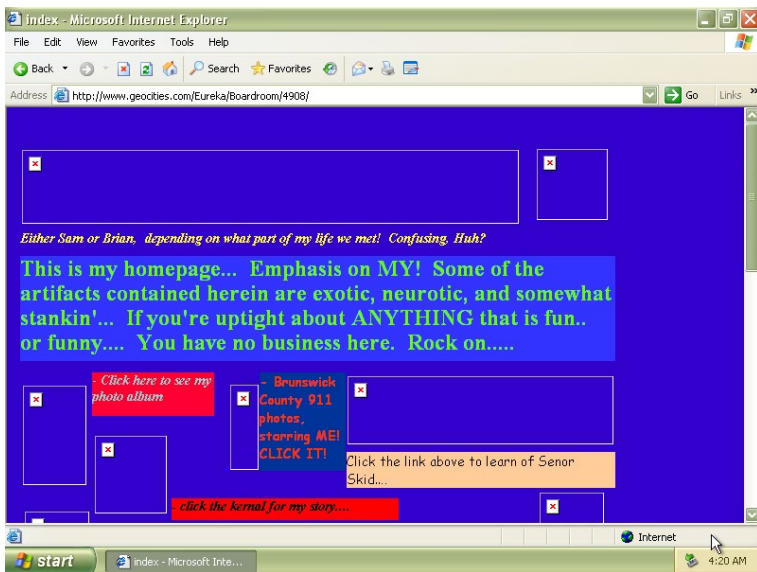 index - Microsoft Internet Explorer
File Edit View Favorites Tools Help
Back Search Favorites
Address http://www.geocities.com/Eureka/Boardroom/4908/ Go Links »
Either Sam or Brian, depending on what part of my life we met! Confusing, Huh?
This is my homepage... Emphasis on MY! Some of the
artifacts contained herein are exotic, neurotic, and somewhat
stankin'... If you're uptight about ANYTHING that is fun..
or funny.... You have no business here. Rock on.....
- Click here to see my
photo album
- Brunswick
County 911
photos,
starring ME!
CLICK IT!
Click the link above to learn of Senor
Skid....
- click the kernal for my story....
Internet
start index - Microsoft Inte... 4:20 AM